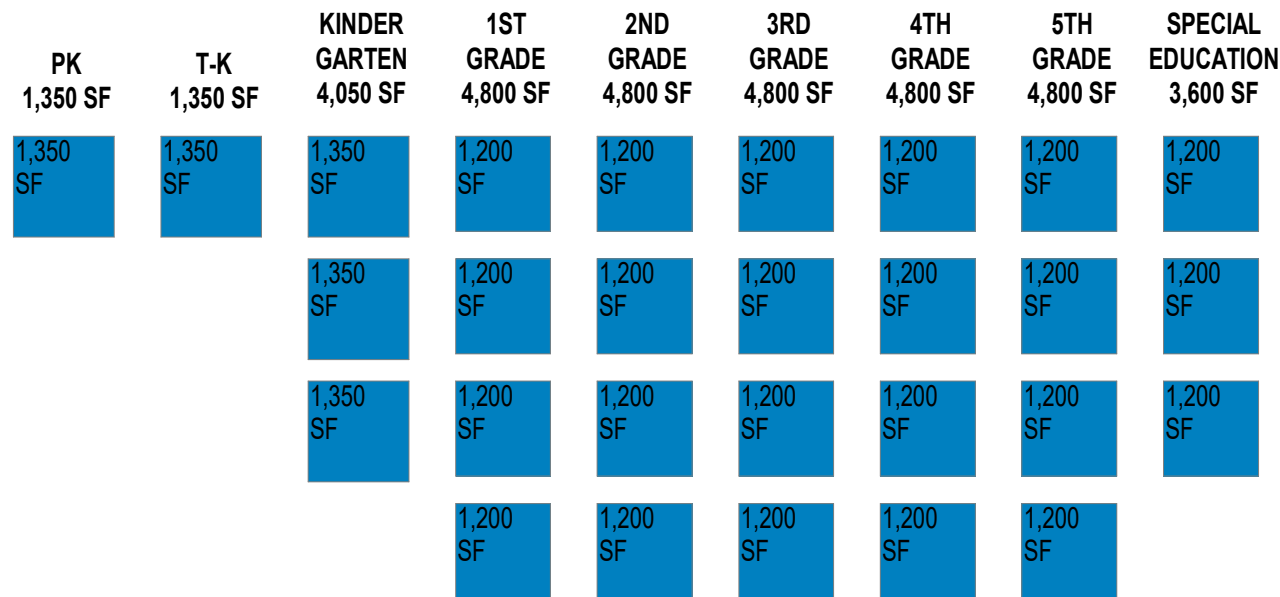 PK
1,350 SF
T-K
1,350 SF
KINDER
GARTEN
4,050 SF
1ST
GRADE
4,800 SF
2ND
GRADE
4,800 SF
3RD
GRADE
4,800 SF
4TH
GRADE
4,800 SF
5TH
GRADE
4,800 SF
SPECIAL
EDUCATION
3,600 SF
1,350
SF
1,350
SF
1,350
SF
1,200
SF
1,200
SF
1,200
SF
1,200
SF
1,200
SF
1,200
SF
1,350
SF
1,200
SF
1,200
SF
1,200
SF
1,200
SF
1,200
SF
1,200
SF
1,350
SF
1,200
SF
1,200
SF
1,200
SF
1,200
SF
1,200
SF
1,200
SF
1,200
SF
1,200
SF
1,200
SF
1,200
SF
1,200
SF